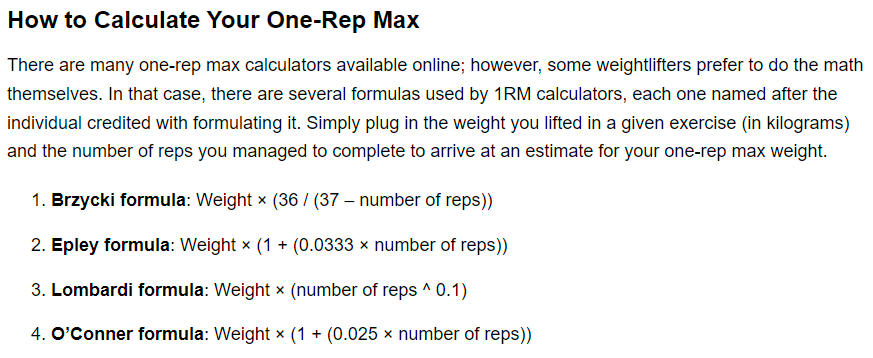 How to Calculate Your One-Rep Max
There are many one-rep max calculators available online; however, some weightlifters prefer to do the math
themselves. In that case, there are several formulas used by 1RM calculators, each one named after the
individual credited with formulating it. Simply plug in the weight you lifted in a given exercise (in kilograms)
and the number of reps you managed to complete to arrive at an estimate for your one-rep max weight.
1. Brzycki formula: Weight × (36 / (37 – number of reps))
2. Epley formula: Weight × (1 + (0.0333 × number of reps))
3. Lombardi formula: Weight × (number of reps ^ 0.1)
4. O’Conner formula: Weight × (1 + (0.025 × number of reps))